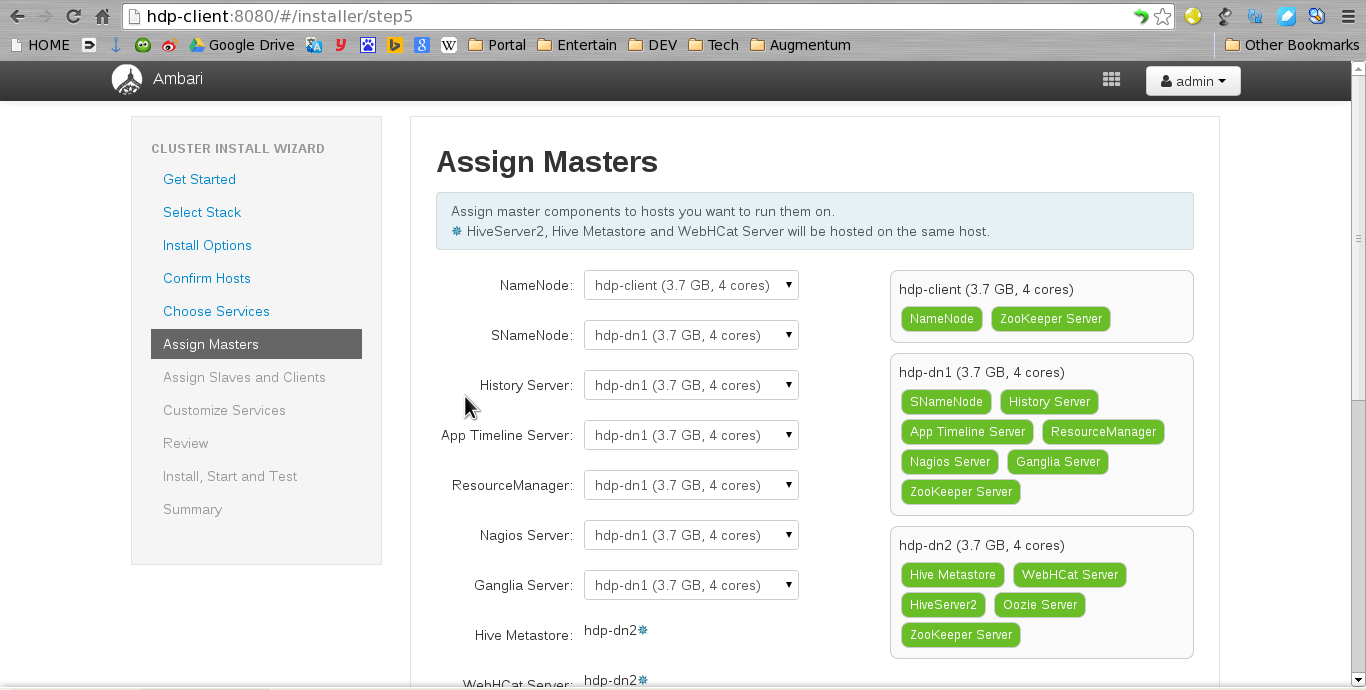 hdp-client:8080/#/installer/step5
HOME Google Drive Portal Entertain DEV Tech Augmentum Other Bookmarks
Ambari admin
CLUSTER INSTALL WIZARD
Get Started
Select Stack
Install Options
Confirm Hosts
Choose Services
Assign Masters
Assign Slaves and Clients
Customize Services
Review
Install, Start and Test
Summary
Assign Masters
Assign master components to hosts you want to run them on.
HiveServer2, Hive Metastore and WebHCat Server will be hosted on the same host.
NameNode: hdp-client (3.7 GB, 4 cores)
SNameNode: hdp-dn1 (3.7 GB, 4 cores)
History Server: hdp-dn1 (3.7 GB, 4 cores)
App Timeline Server: hdp-dn1 (3.7 GB, 4 cores)
ResourceManager: hdp-dn1 (3.7 GB, 4 cores)
Nagios Server: hdp-dn1 (3.7 GB, 4 cores)
Ganglia Server: hdp-dn1 (3.7 GB, 4 cores)
Hive Metastore: hdp-dn2
WebHCat Server: hdp-dn2
hdp-client (3.7 GB, 4 cores)
NameNode ZooKeeper Server
hdp-dn1 (3.7 GB, 4 cores)
SNameNode History Server
App Timeline Server ResourceManager
Nagios Server Ganglia Server
ZooKeeper Server
hdp-dn2 (3.7 GB, 4 cores)
Hive Metastore WebHCat Server
HiveServer2 Oozie Server
ZooKeeper Server